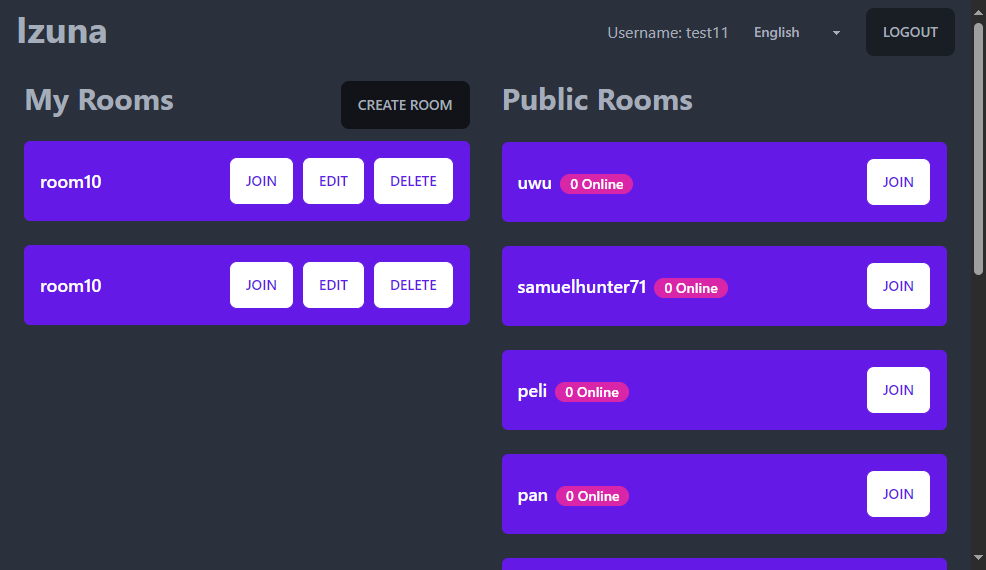 Izuna
Username: test11 English LOGOUT
My Rooms CREATE ROOM
room10 JOIN EDIT DELETE
room10 JOIN EDIT DELETE
Public Rooms
uwu 0 Online JOIN
samuelhunter71 0 Online JOIN
peli 0 Online JOIN
pan 0 Online JOIN